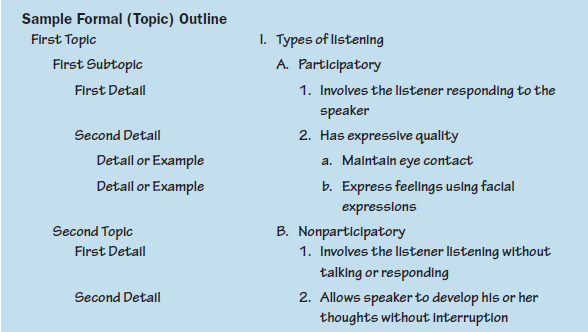 Sample Formal (Topic) Outline
First Topic I. Types of listening
First Subtopic A. Participatory
First Detail 1. Involves the listener responding to the
speaker
Second Detail 2. Has expressive quality
Detail or Example a. Maintain eye contact
Detail or Example b. Express feelings using facial
expressions
Second Topic B. Nonparticipatory
First Detail 1. Involves the listener listening without
talking or responding
Second Detail 2. Allows speaker to develop his or her
thoughts without interruption